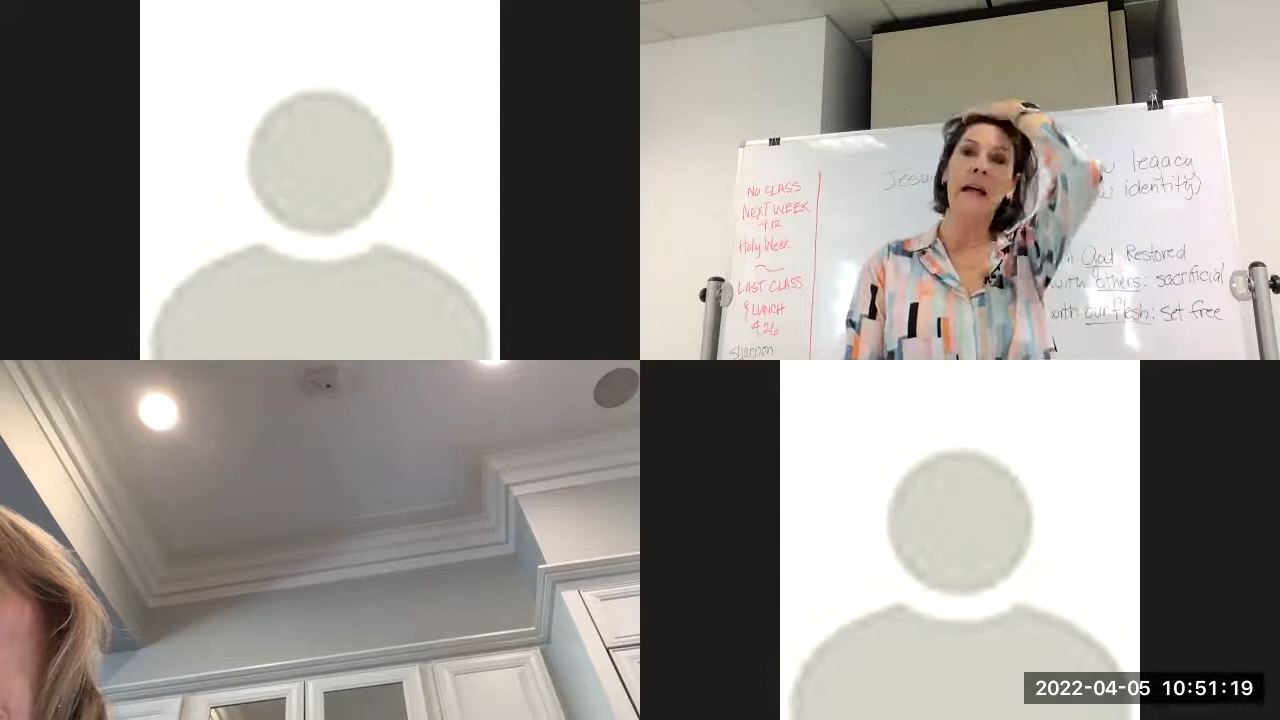 NO CLASS
NEXT WEEK
4.12
Holy Week
LAST CLASS
& LUNCH
4.26
shannon
Jesu
legacy
identity)
God Restored
with others: sacrificial
with our flesh: set free
2022-04-05 10:51:19